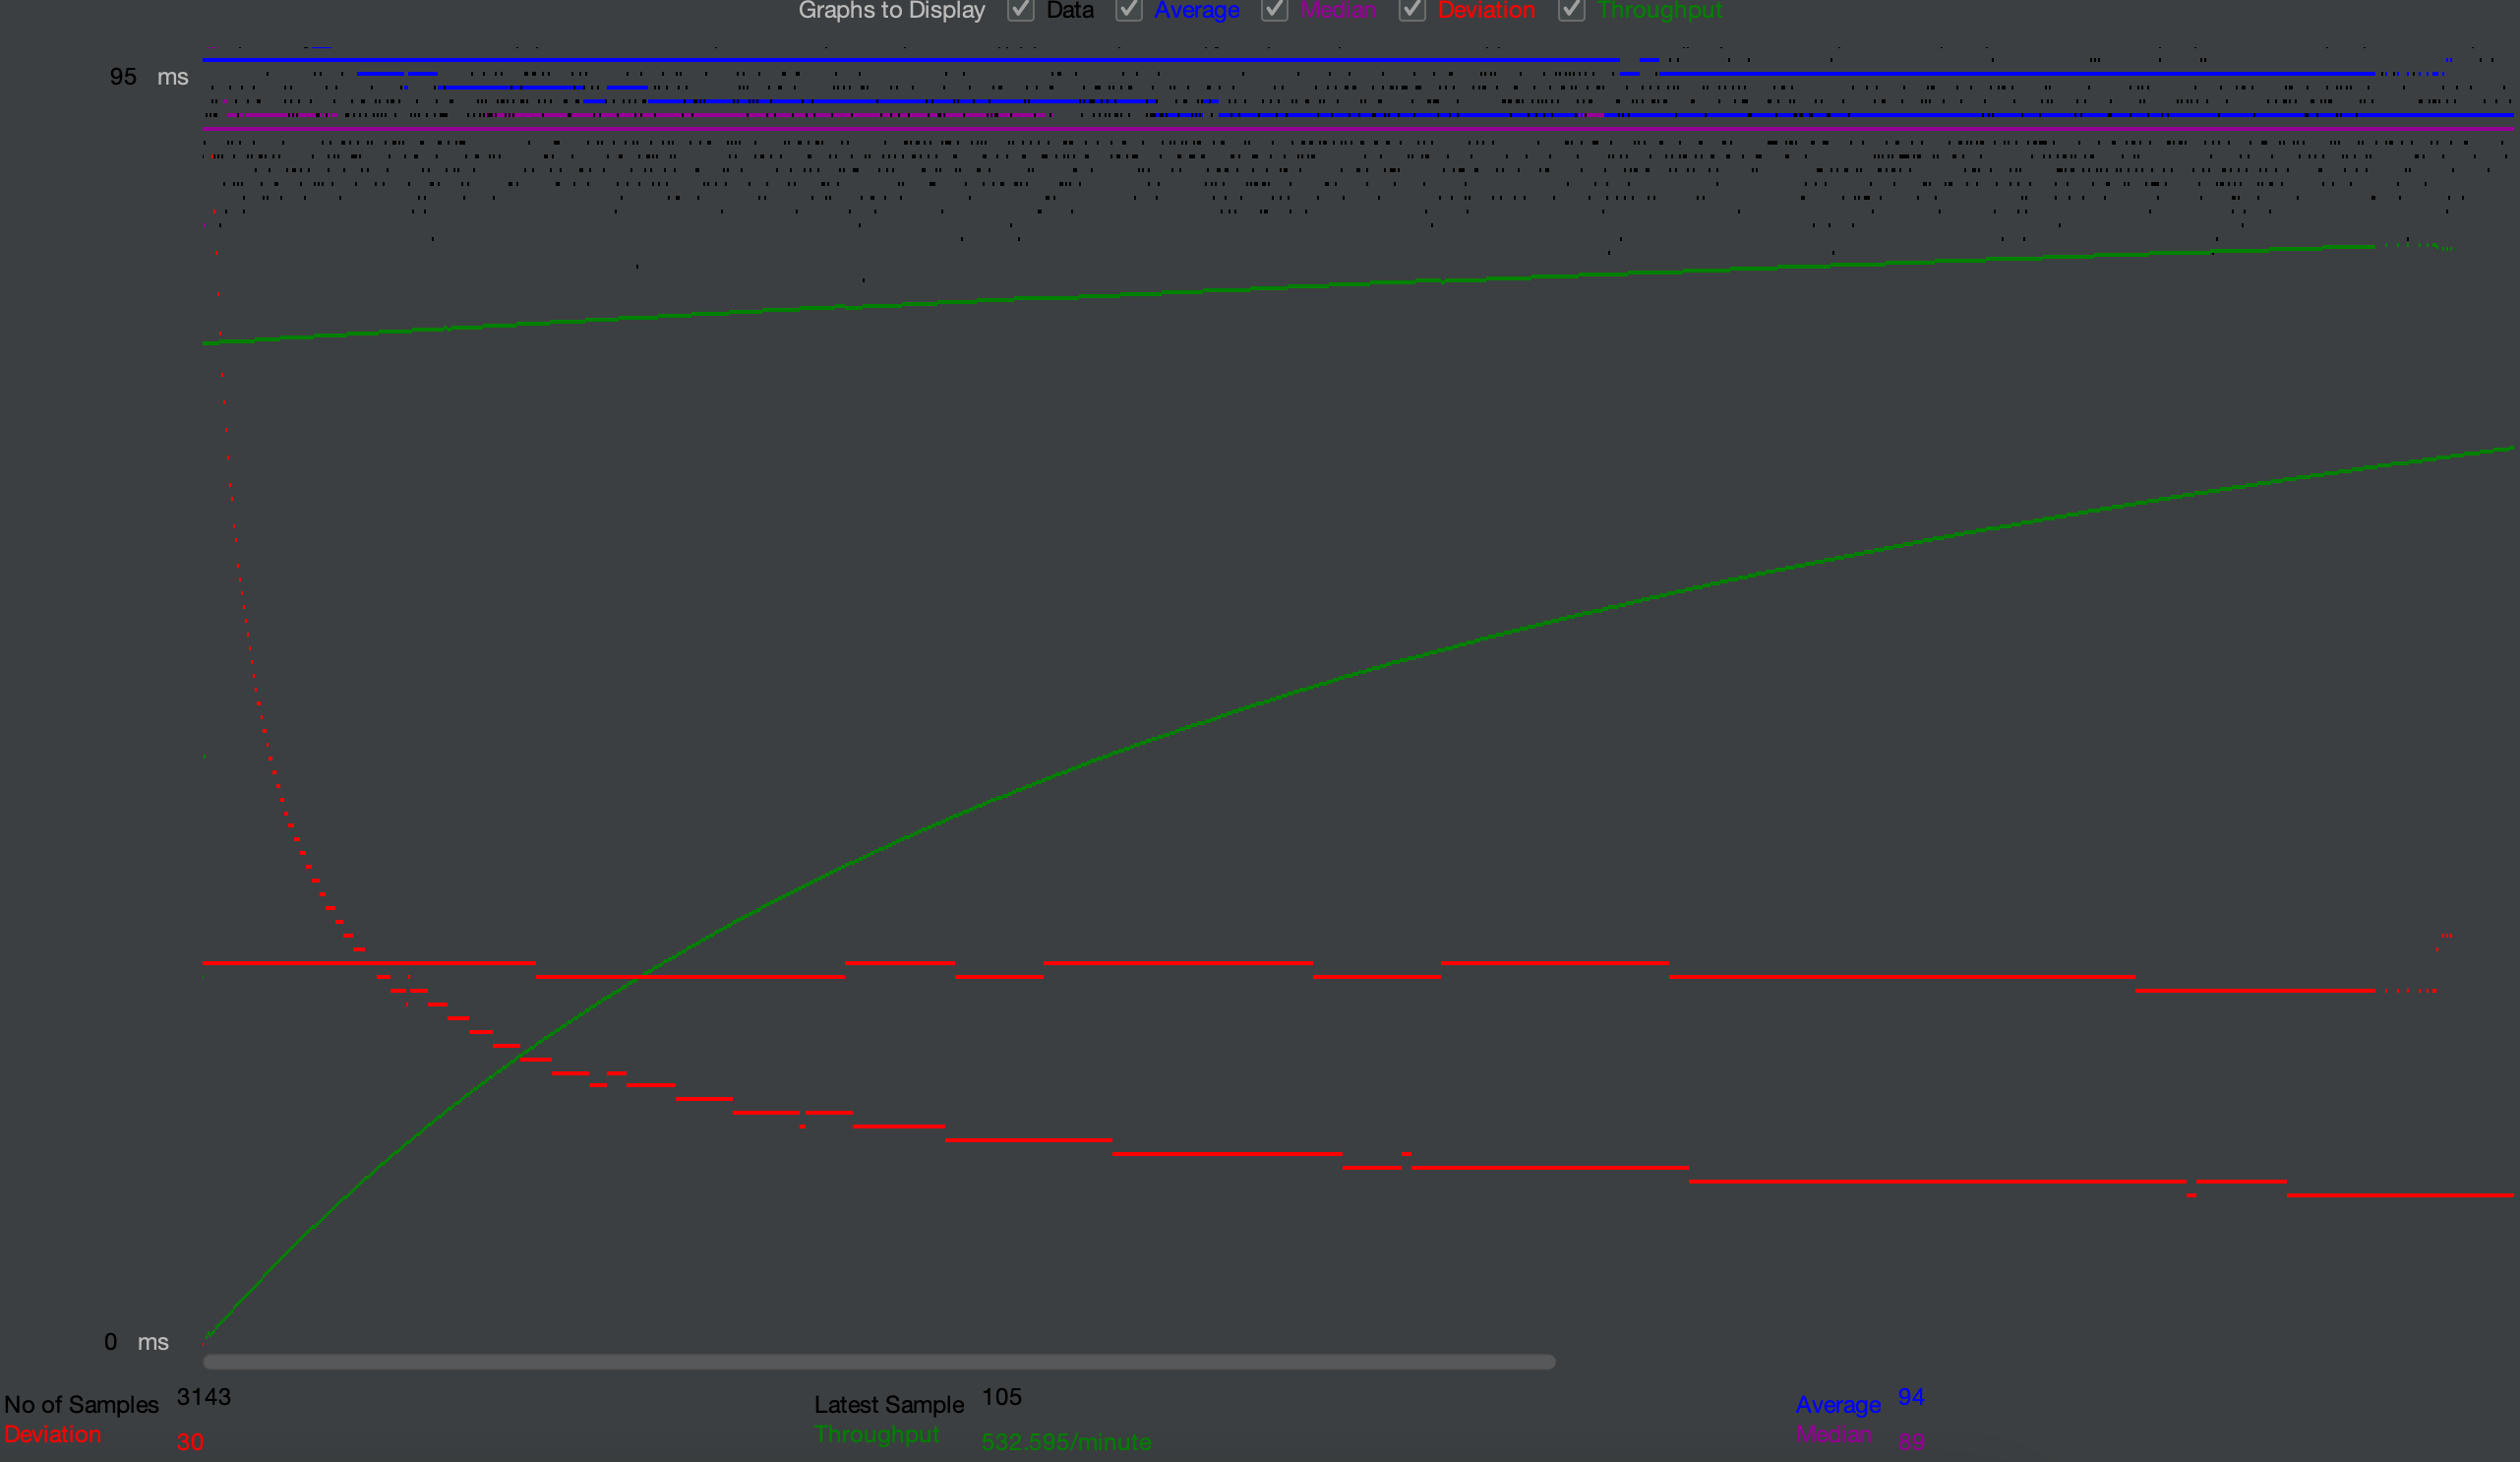 Graphs to Display Data Average Median Deviation Throughput
95 ms
0 ms
No of Samples 3143 Latest Sample 105 Average 94
Deviation 30 Throughput 532.595/minute Median 89